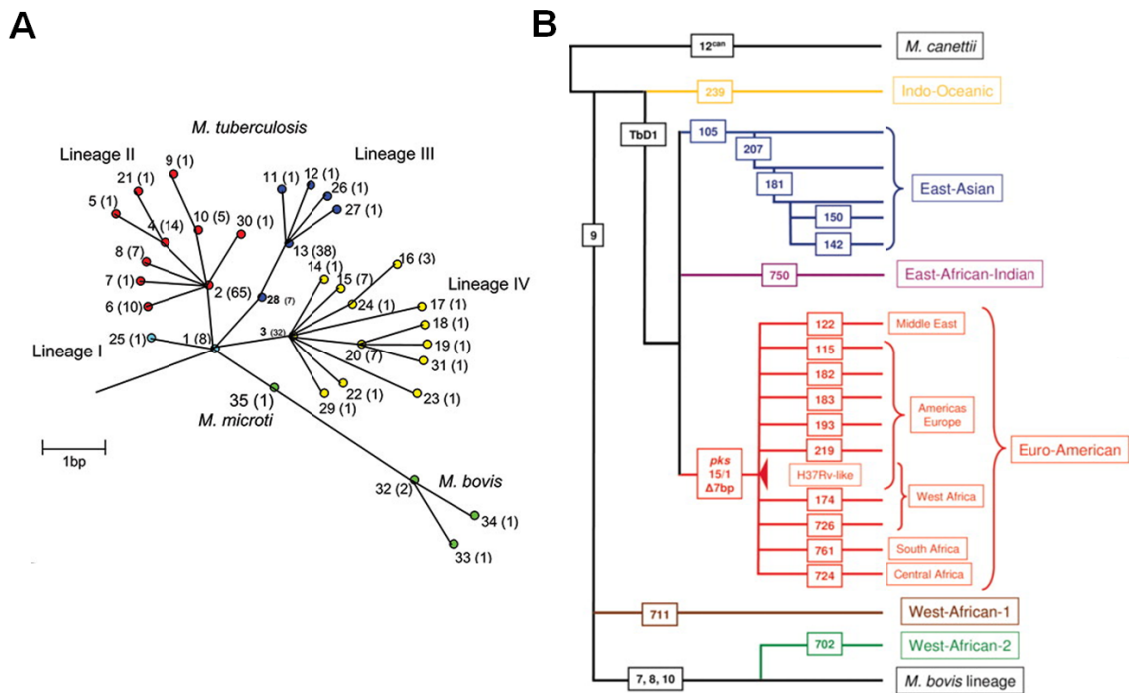 A
M. tuberculosis
Lineage II
9 (1)
Lineage III
21 (1)
11 (1)
12 (1)
26 (1)
5 (1)
27 (1)
4 (14)
10 (5)
30 (1)
8 (7)
13 (38)
14 (1)
16 (3)
15 (7)
Lineage IV
7 (1)
2 (65)
28 (7)
24 (1)
17 (1)
6 (10)
18 (1)
Lineage I
25 (1)
1 (8)
3 (32)
20 (7)
19 (1)
31 (1)
35 (1)
22 (1)
23 (1)
29 (1)
M. microti
1bp
M. bovis
32 (2)
34 (1)
33 (1)
B
12can
M. canettii
239
Indo-Oceanic
TbD1
105
207
181
East-Asian
150
142
9
750
East-African-Indian
122
Middle East
115
182
183
193
219
Americas
Europe
pks
15/1
Δ7bp
H37Rv-like
Euro-American
174
726
West Africa
761
South Africa
724
Central Africa
711
West-African-1
702
West-African-2
7, 8, 10
M. bovis lineage